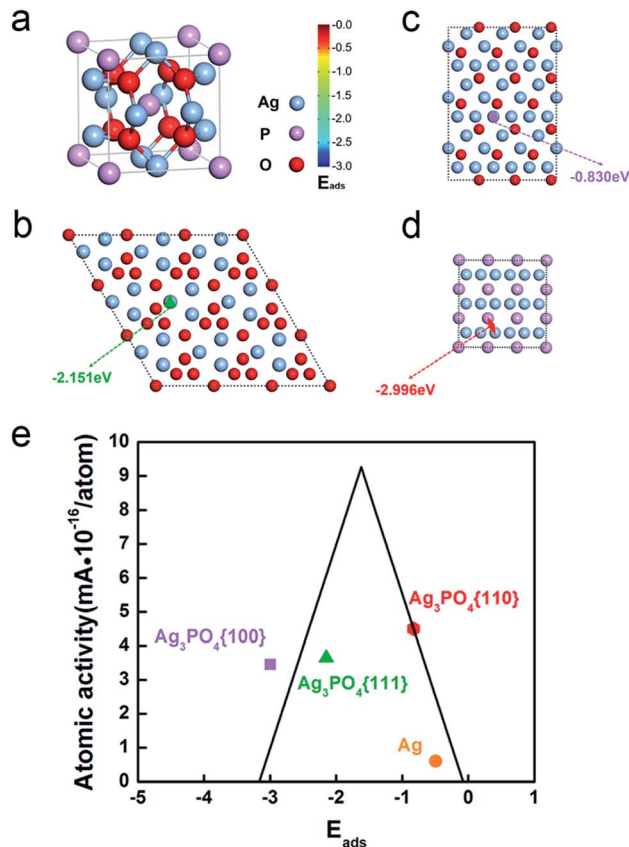 a
Ag
P
O
-0.0
-0.5
-1.0
-1.5
-2.0
-2.5
-3.0
Eads
c
-0.830eV
b
-2.151eV
d
-2.996eV
e
Atomic activity(mA•10-16/atom)
10
9
8
7
6
5
4
3
2
1
0
Ag3PO4{100}
Ag3PO4{111}
Ag3PO4{110}
Ag
-5 -4 -3 -2 -1 0 1
Eads